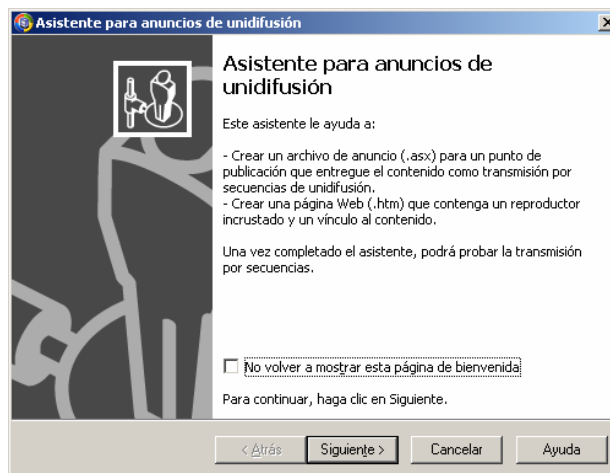 Asistente para anuncios de unidifusión
Asistente para anuncios de
unidifusión
Este asistente le ayuda a:
- Crear un archivo de anuncio (.asx) para un punto de
publicación que entregue el contenido como transmisión por
secuencias de unidifusión.
- Crear una página Web (.htm) que contenga un reproductor
incrustado y un vínculo al contenido.
Una vez completado el asistente, podrá probar la transmisión
por secuencias.
No volver a mostrar esta página de bienvenida
Para continuar, haga clic en Siguiente.
< Atrás Siguiente > Cancelar Ayuda